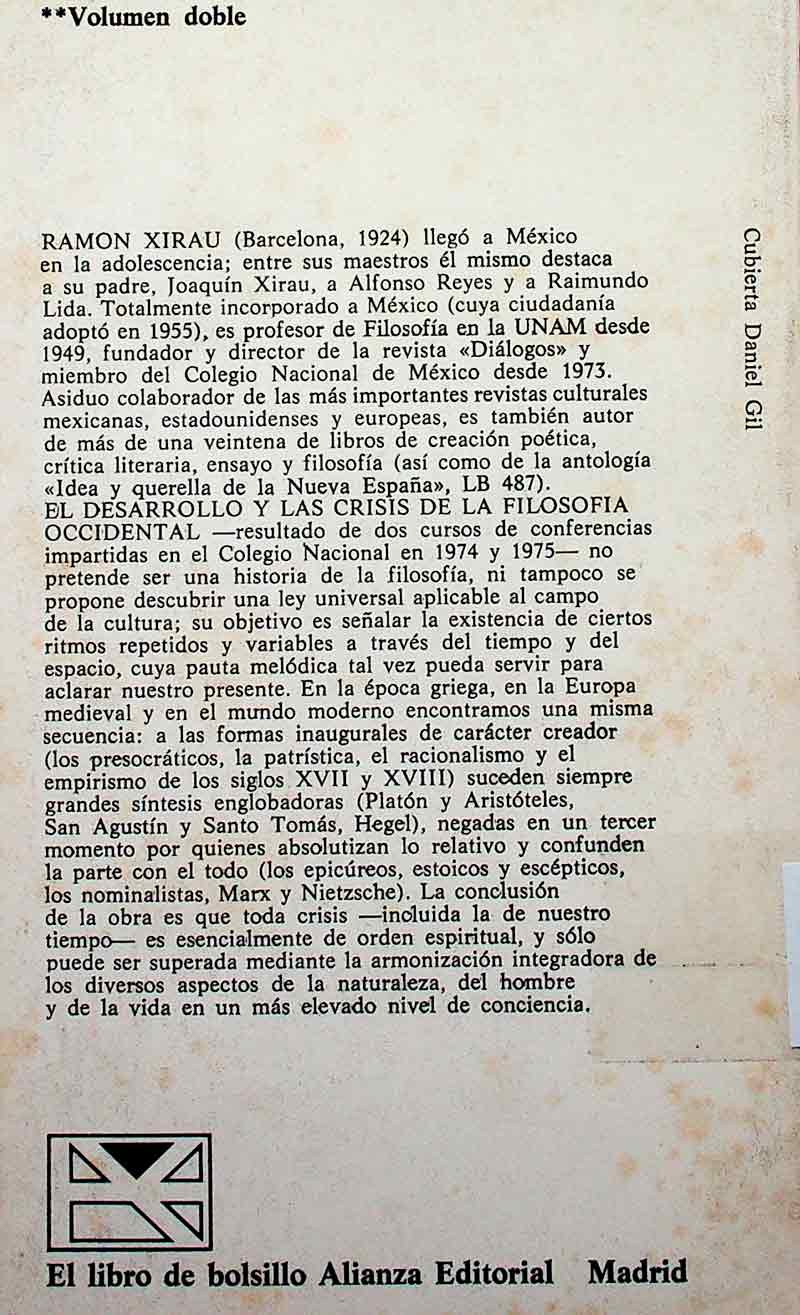 **Volumen doble
RAMON XIRAU (Barcelona, 1924) llegó a México
en la adolescencia; entre sus maestros él mismo destaca
a su padre, Joaquín Xirau, a Alfonso Reyes y a Raimundo
Lida. Totalmente incorporado a México (cuya ciudadanía
adoptó en 1955), es profesor de Filosofía en la UNAM desde
1949, fundador y director de la revista «Diálogos» y
miembro del Colegio Nacional de México desde 1973.
Asiduo colaborador de las más importantes revistas culturales
mexicanas, estadounidenses y europeas, es también autor
de más de una veintena de libros de creación poética,
crítica literaria, ensayo y filosofía (así como de la antología
«Idea y querella de la Nueva España», LB 487).
EL DESARROLLO Y LAS CRISIS DE LA FILOSOFIA
OCCIDENTAL —resultado de dos cursos de conferencias
impartidas en el Colegio Nacional en 1974 y 1975— no
pretende ser una historia de la filosofía, ni tampoco se
propone descubrir una ley universal aplicable al campo
de la cultura; su objetivo es señalar la existencia de ciertos
ritmos repetidos y variables a través del tiempo y del
espacio, cuya pauta melódica tal vez pueda servir para
aclarar nuestro presente. En la época griega, en la Europa
medieval y en el mundo moderno encontramos una misma
secuencia: a las formas inaugurales de carácter creador
(los presocráticos, la patrística, el racionalismo y el
empirismo de los siglos XVII y XVIII) suceden siempre
grandes síntesis englobadoras (Platón y Aristóteles,
San Agustín y Santo Tomás, Hegel), negadas en un tercer
momento por quienes absolutizan lo relativo y confunden
la parte con el todo (los epicúreos, estoicos y escépticos,
los nominalistas, Marx y Nietzsche). La conclusión
de la obra es que toda crisis —incluida la de nuestro
tiempo— es esencialmente de orden espiritual, y sólo
puede ser superada mediante la armonización integradora de
los diversos aspectos de la naturaleza, del hombre
y de la vida en un más elevado nivel de conciencia.
Cubierta Daniel Gil
El libro de bolsillo Alianza Editorial Madrid